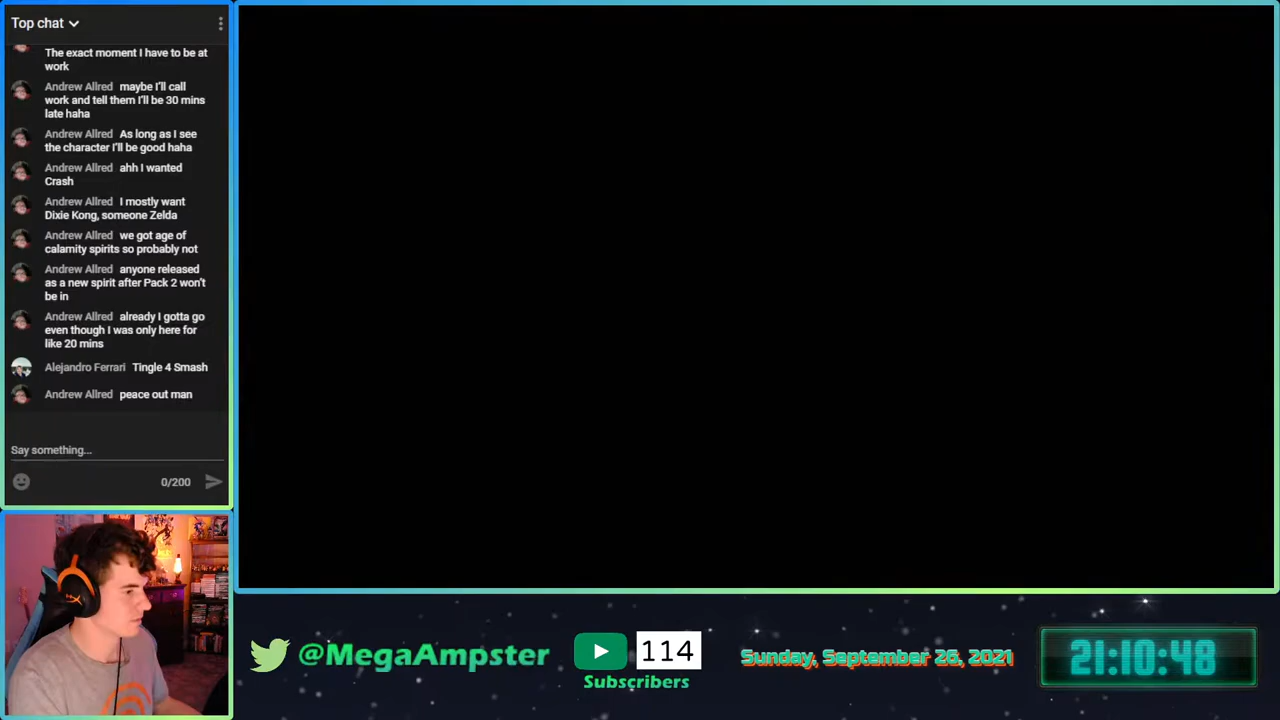 Top chat
The exact moment I have to be at
work
Andrew Allred maybe I'll call
work and tell them I'll be 30 mins
late haha
Andrew Allred As long as I see
the character I'll be good haha
Andrew Allred ahh I wanted
Crash
Andrew Allred I mostly want
Dixie Kong, someone Zelda
Andrew Allred we got age of
calamity spirits so probably not
Andrew Allred anyone released
as a new spirit after Pack 2 won't
be in
Andrew Allred already I gotta go
even though I was only here for
like 20 mins
Alejandro Ferrari Tingle 4 Smash
Andrew Allred peace out man
Say something...
0/200
@MegaAmpster
114
Subscribers
Sunday, September 26, 2021
21:10:48